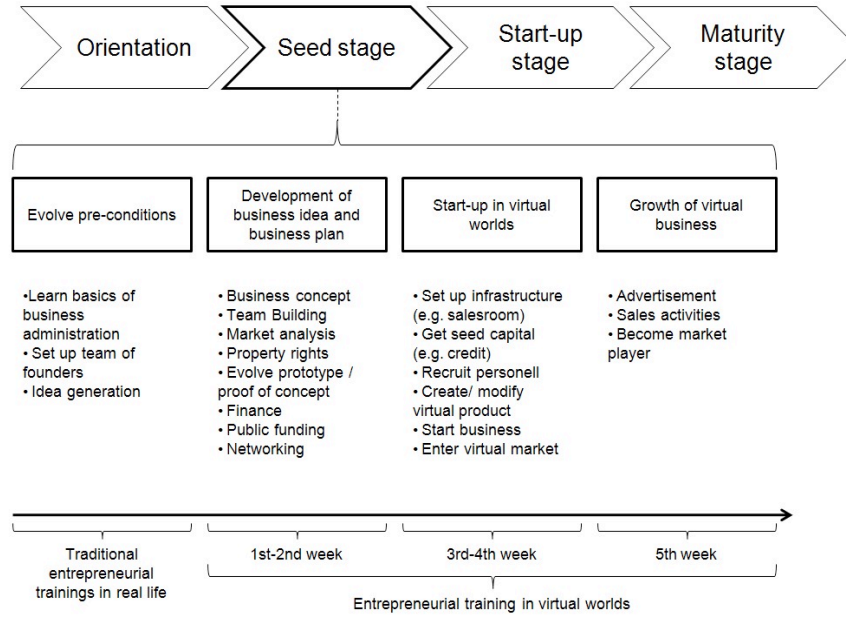 Orientation
Seed stage
Start-up
stage
Maturity
stage
Evolve pre-conditions
Development of
business idea and
business plan
Start-up in virtual
worlds
Growth of virtual
business
•Learn basics of
business
administration
• Set up team of
founders
• Idea generation
• Business concept
• Team Building
• Market analysis
• Property rights
• Evolve prototype /
proof of concept
• Finance
• Public funding
• Networking
• Set up infrastructure
(e.g. salesroom)
• Get seed capital
(e.g. credit)
• Recruit personell
• Create/ modify
virtual product
• Start business
• Enter virtual market
• Advertisement
• Sales activities
• Become market
player
Traditional
entrepreneurial
trainings in real life
1st-2nd week
3rd-4th week
5th week
Entrepreneurial training in virtual worlds